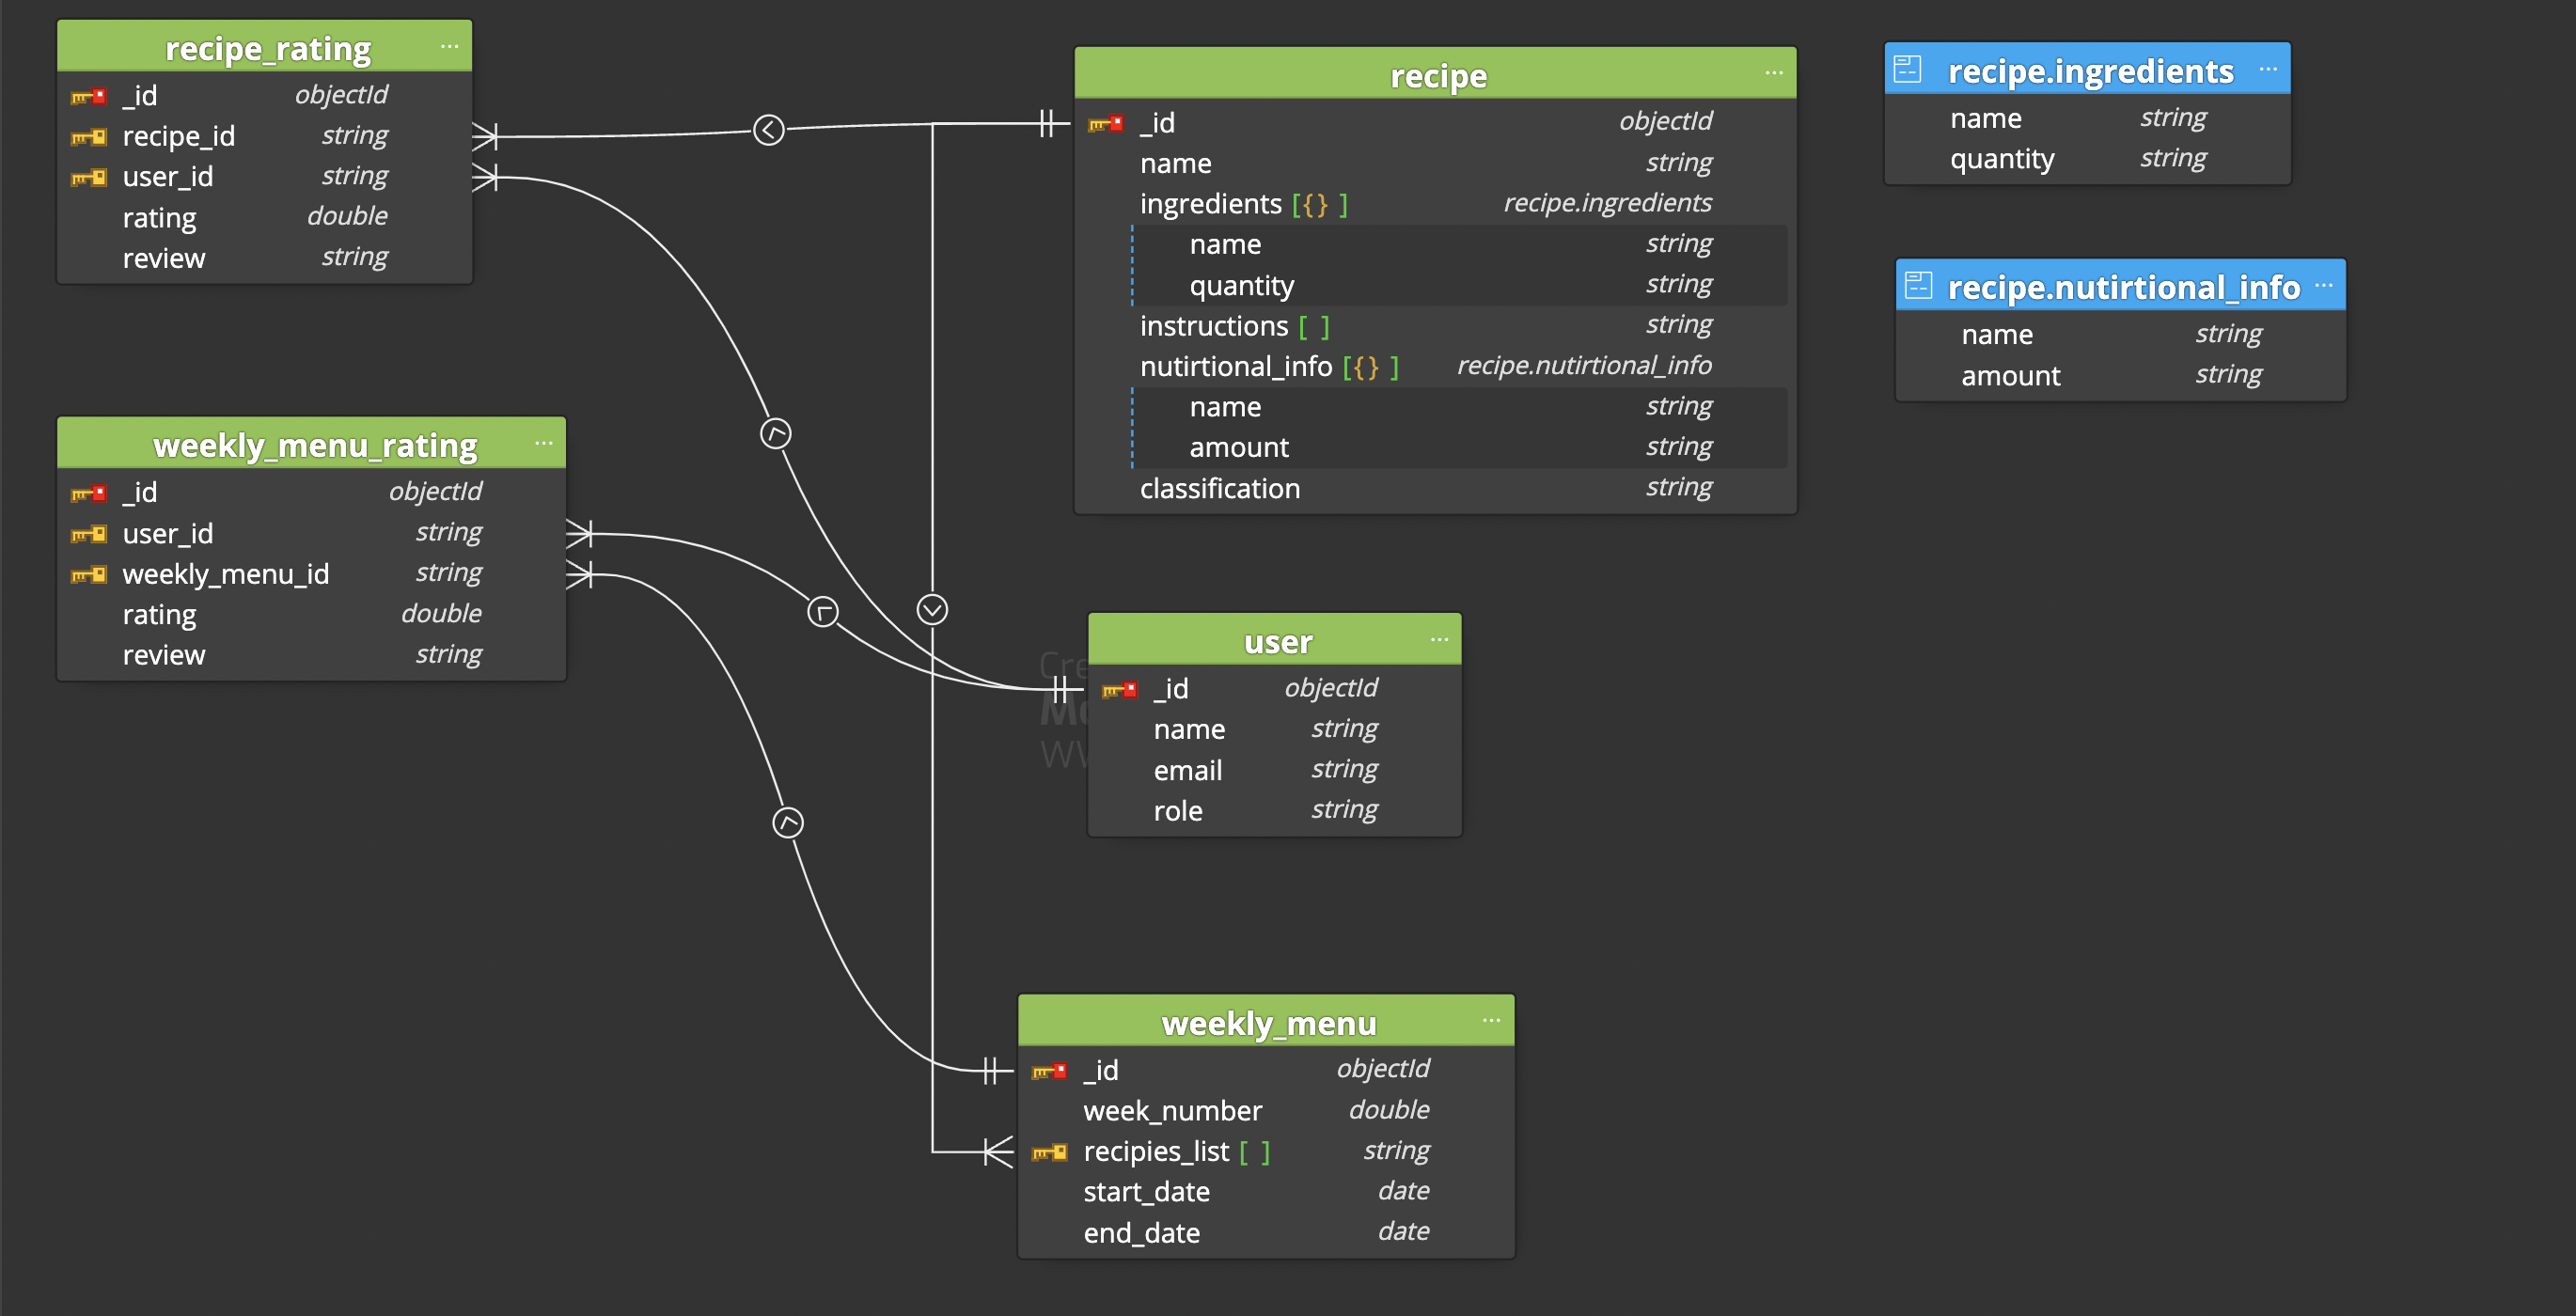 recipe_rating ...
_id objectId
recipe_id string
user_id string
rating double
review string
weekly_menu_rating ...
_id objectId
user_id string
weekly_menu_id string
rating double
review string
recipe ...
_id objectId
name string
ingredients [{} ] recipe.ingredients
name string
quantity string
instructions [ ] string
nutirtional_info [{} ] recipe.nutirtional_info
name string
amount string
classification string
user ...
_id objectId
name string
email string
role string
weekly_menu ...
_id objectId
week_number double
recipies_list [ ] string
start_date date
end_date date
recipe.ingredients ...
name string
quantity string
recipe.nutirtional_info ...
name string
amount string